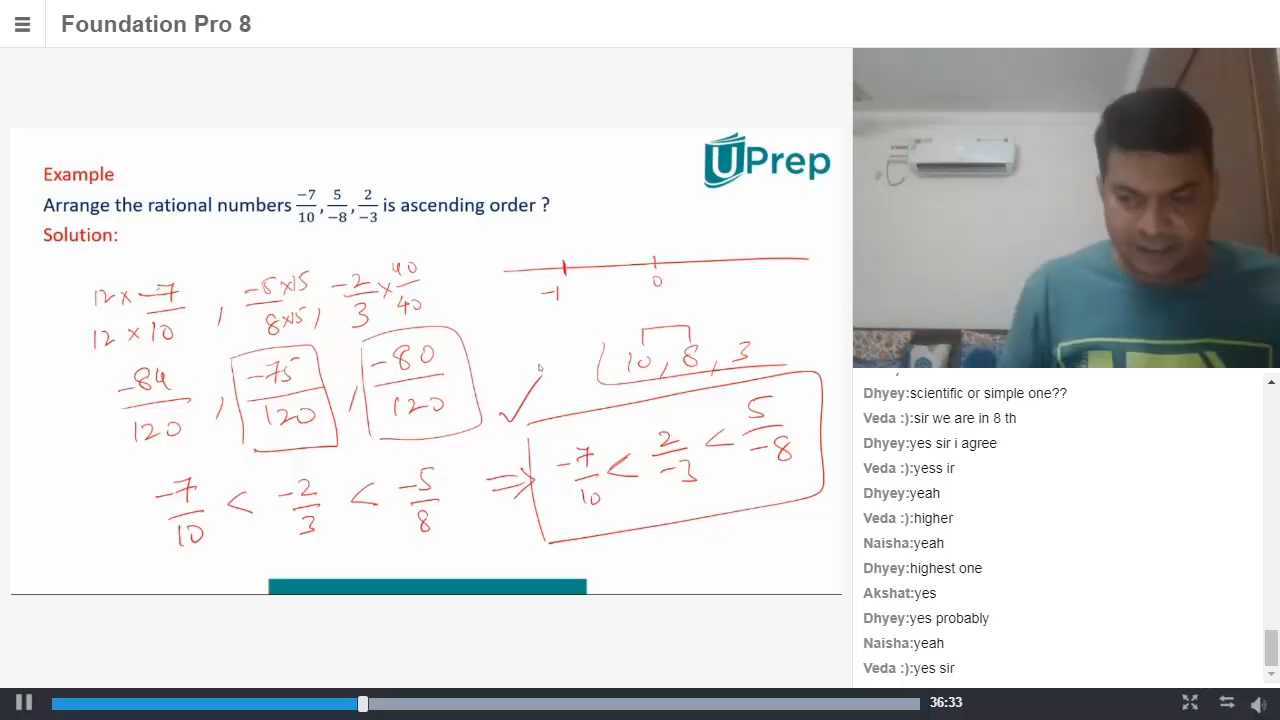 Foundation Pro 8
UPrep
Example
Arrange the rational numbers -7/10, 5/-8, 2/-3 is ascending order ?
Solution:
12 × -7 / 12 × 10 , -5×15 / 8×15 , -2/3 × 40/40
-1 0
-84/120 , -75/120 , -80/120
10, 8, 3
-7/10 < -2/3 < -5/8 ⇒ -7/10 < 2/-3 < 5/-8
Dhyey:scientific or simple one??
Veda :):sir we are in 8 th
Dhyey:yes sir i agree
Veda :):yess ir
Dhyey:yeah
Veda :):higher
Naisha:yeah
Dhyey:highest one
Akshat:yes
Dhyey:yes probably
Naisha:yeah
Veda :):yes sir
36:33